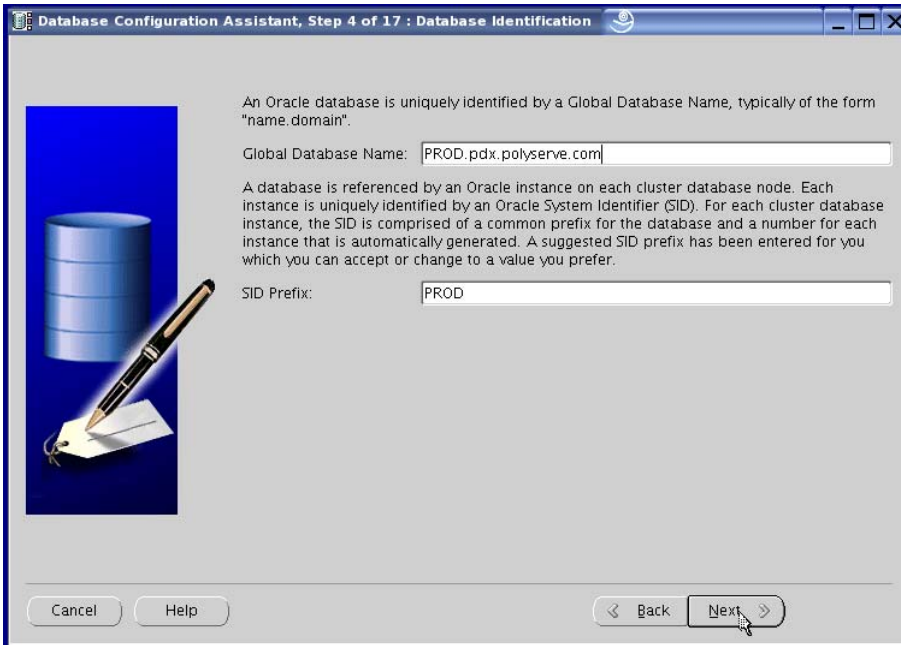 Database Configuration Assistant, Step 4 of 17 : Database Identification
An Oracle database is uniquely identified by a Global Database Name, typically of the form
"name.domain".
Global Database Name: PROD.pdx.polyserve.com
A database is referenced by an Oracle instance on each cluster database node. Each
instance is uniquely identified by an Oracle System Identifier (SID). For each cluster database
instance, the SID is comprised of a common prefix for the database and a number for each
instance that is automatically generated. A suggested SID prefix has been entered for you
which you can accept or change to a value you prefer.
SID Prefix: PROD
Cancel Help Back Next